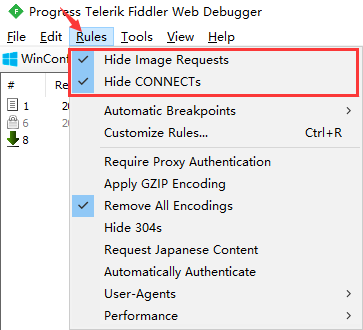 Progress Telerik Fiddler Web Debugger
File Edit Rules Tools View Help
WinConf
Hide Image Requests
Hide CONNECTs
# Re
1 20
6 20
8
Automatic Breakpoints
Customize Rules... Ctrl+R
Require Proxy Authentication
Apply GZIP Encoding
Remove All Encodings
Hide 304s
Request Japanese Content
Automatically Authenticate
User-Agents
Performance